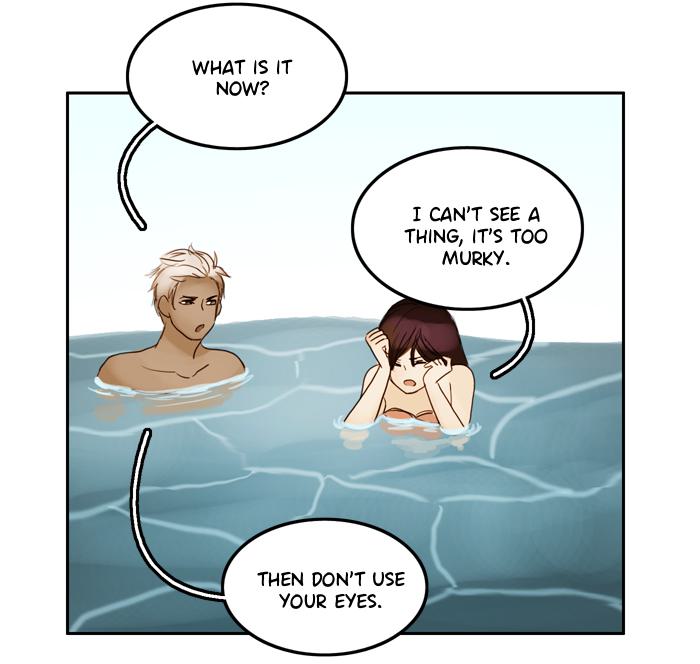 WHAT IS IT
NOW?
I CAN'T SEE A
THING, IT'S TOO
MURKY.
THEN DON'T USE
YOUR EYES.